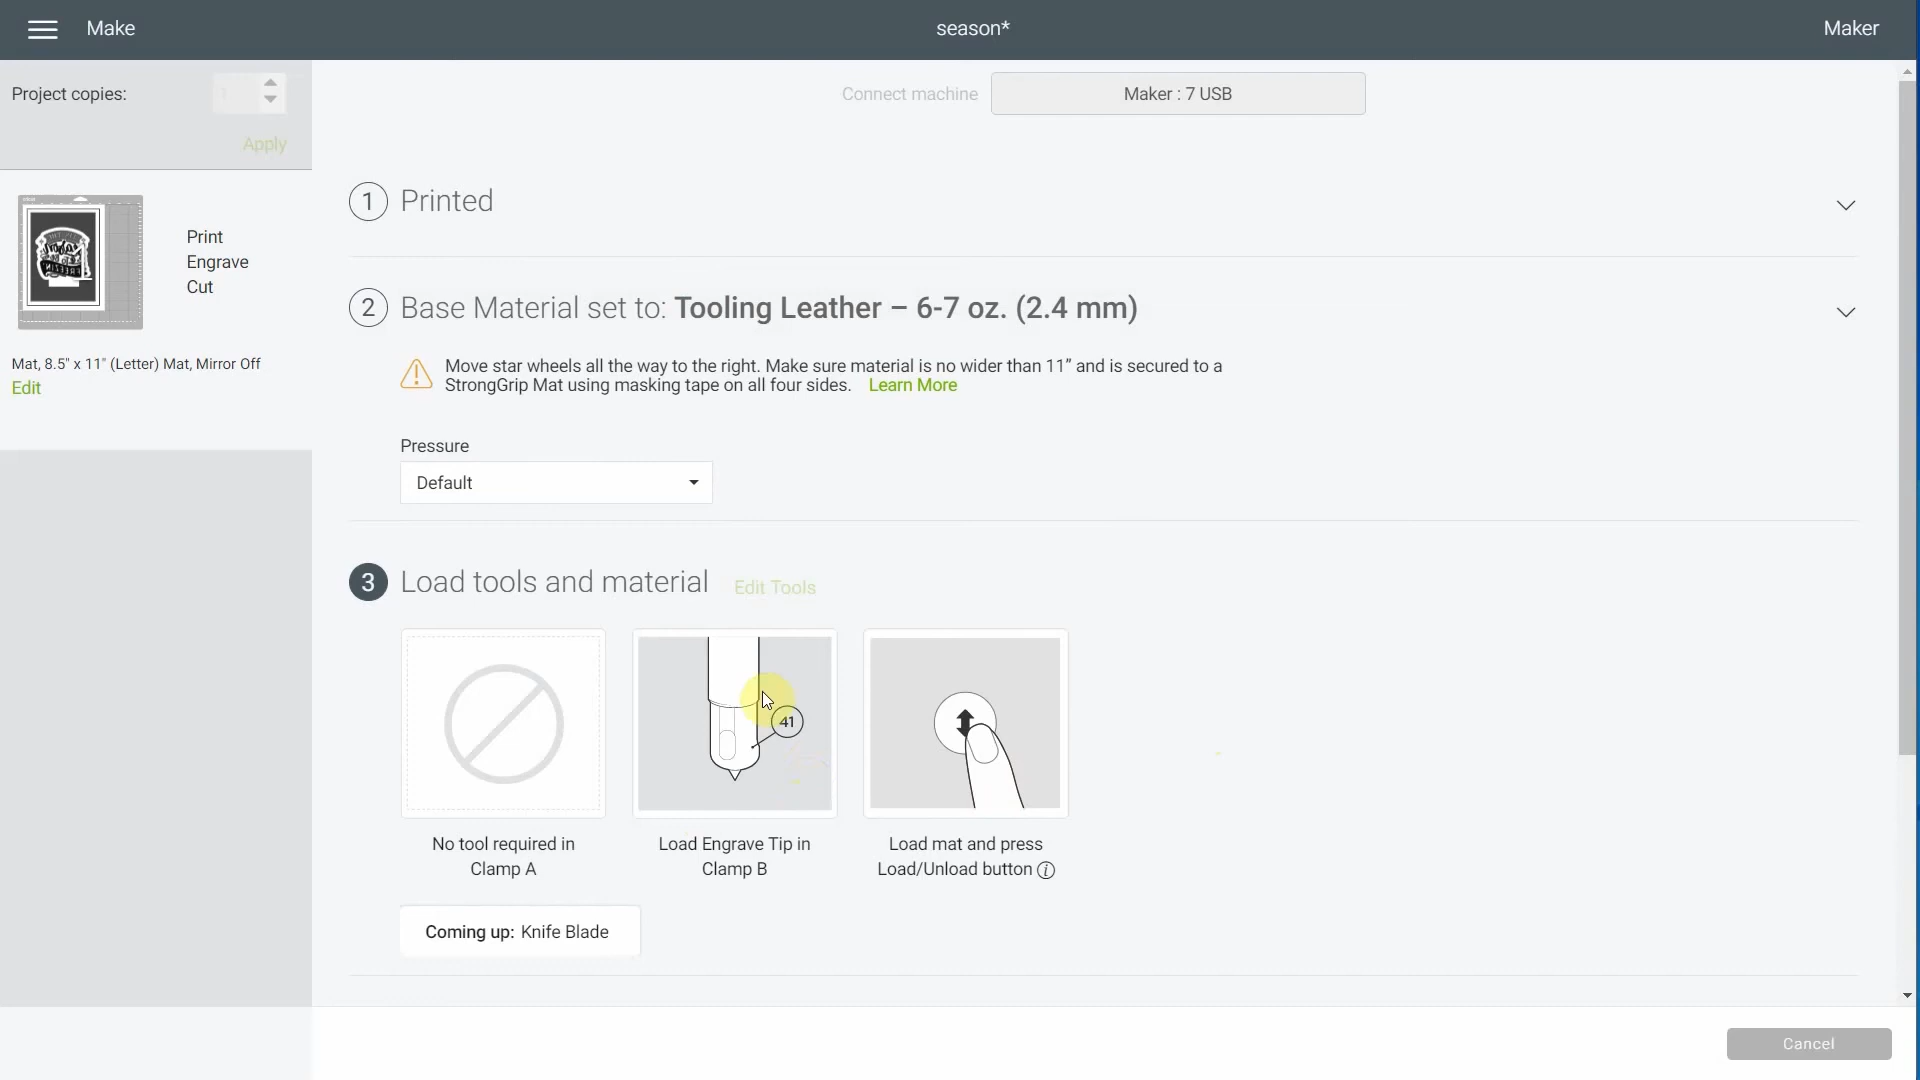 Make
season*
Maker
Project copies:
1
Apply
Connect machine
Maker : 7 USB
Print
Engrave
Cut
Mat, 8.5" x 11" (Letter) Mat, Mirror Off
Edit
1 Printed
2 Base Material set to: Tooling Leather – 6-7 oz. (2.4 mm)
Move star wheels all the way to the right. Make sure material is no wider than 11” and is secured to a
StrongGrip Mat using masking tape on all four sides. Learn More
Pressure
Default
3 Load tools and material
Edit Tools
41
No tool required in
Clamp A
Load Engrave Tip in
Clamp B
Load mat and press
Load/Unload button
Coming up: Knife Blade
Cancel